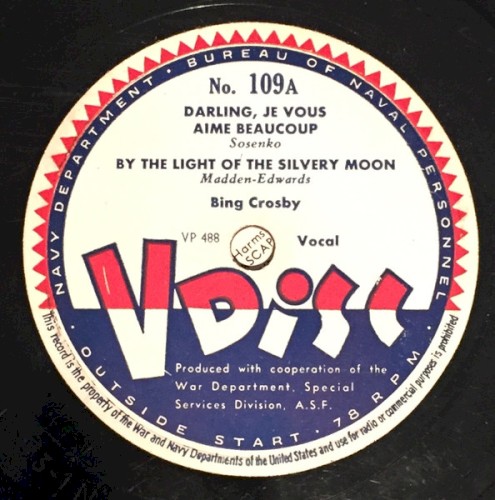 NAVY DEPARTMENT · BUREAU OF NAVAL PERSONNEL
No. 109A
DARLING, JE VOUS
AIME BEAUCOUP
Sosenko
BY THE LIGHT OF THE SILVERY MOON
Madden-Edwards
Bing Crosby
VP 488
Harms
SCAP
Vocal
V DISC
Produced with cooperation of the
War Department, Special
Services Division, A.S.F.
· OUTSIDE START · 78 RPM ·
This record is the property of the War and Navy Departments of the United States and use for radio or commercial purposes is prohibited